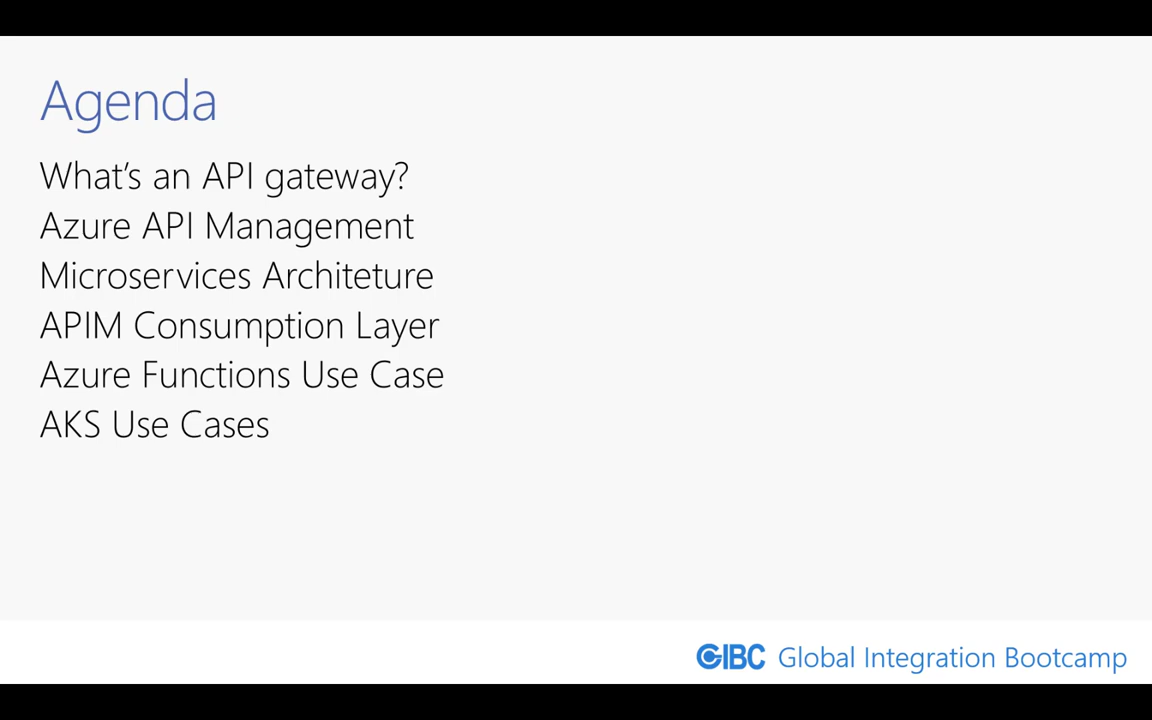 Agenda
What's an API gateway?
Azure API Management
Microservices Architeture
APIM Consumption Layer
Azure Functions Use Case
AKS Use Cases
GIBC Global Integration Bootcamp